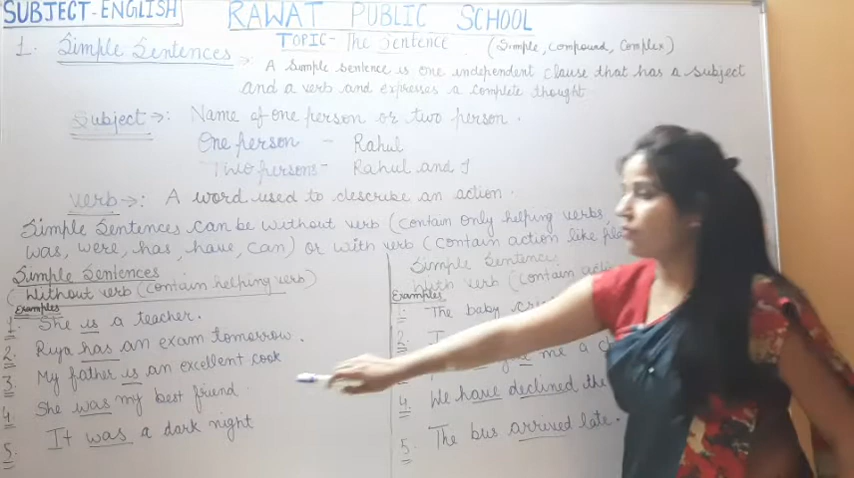 SUBJECT-ENGLISH
RAWAT PUBLIC SCHOOL
TOPIC- The Sentence (Simple, Compound, Complex)
1. Simple Sentences →: A Simple sentence is one independent clause that has a subject
and a verb and expresses a complete thought
Subject →: Name of one person or two person.
One person - Rahul
Two persons- Rahul and I
Verb →: A word used to describe an action.
Simple Sentences can be without verb (contain only helping verbs,
was, were, has, have, can) or with verb (contain action like
Simple Sentences
Without verb (contain helping verb)
Examples
1. She is a teacher.
2. Riya has an exam tomorrow.
3. My father is an excellent cook
4. She was my best friend
5. It was a dark night
Simple Sentences
With verb (contain
Examples
1. The baby
2. I
me a
4. We have declined the
5. The bus arrived late.